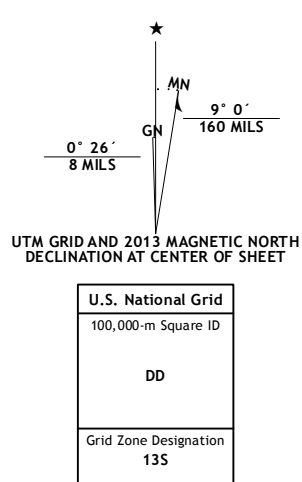 ★
MN
GN
9° 0´
160 MILS
0° 26´
8 MILS
UTM GRID AND 2013 MAGNETIC NORTH
DECLINATION AT CENTER OF SHEET
U.S. National Grid
100,000-m Square ID
DD
Grid Zone Designation
13S